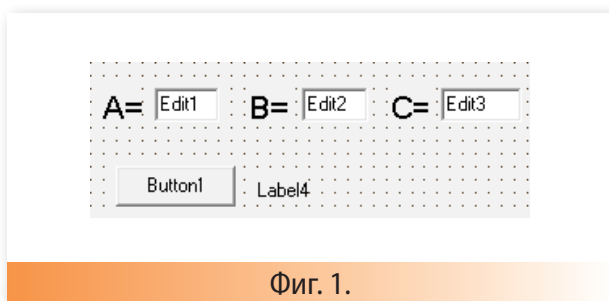 A= Edit1 B= Edit2 C= Edit3
Button1 Label4
Фиг. 1.